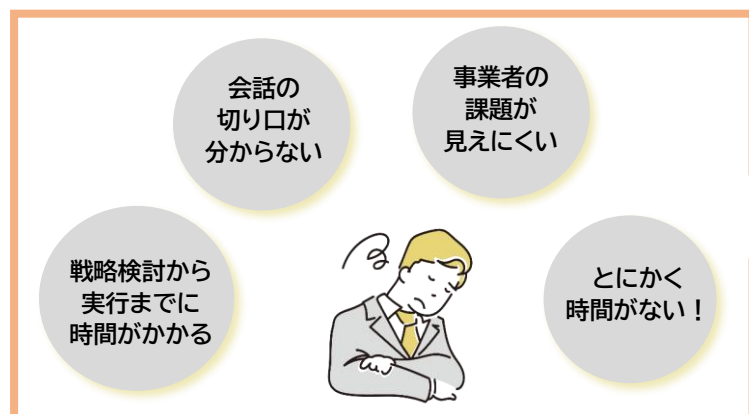 会話の
切り口が
分からない
事業者の
課題が
見えにくい
戦略検討から
実行までに
時間がかかる
とにかく
時間がない！